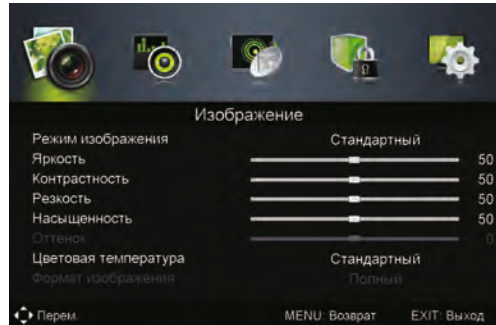 Изображение
Режим изображения Стандартный
Яркость 50
Контрастность 50
Резкость 50
Насыщенность 50
Оттенок 0
Цветовая температура Стандартный
Формат изображения Полный
Перем. MENU: Возврат EXIT: Выход